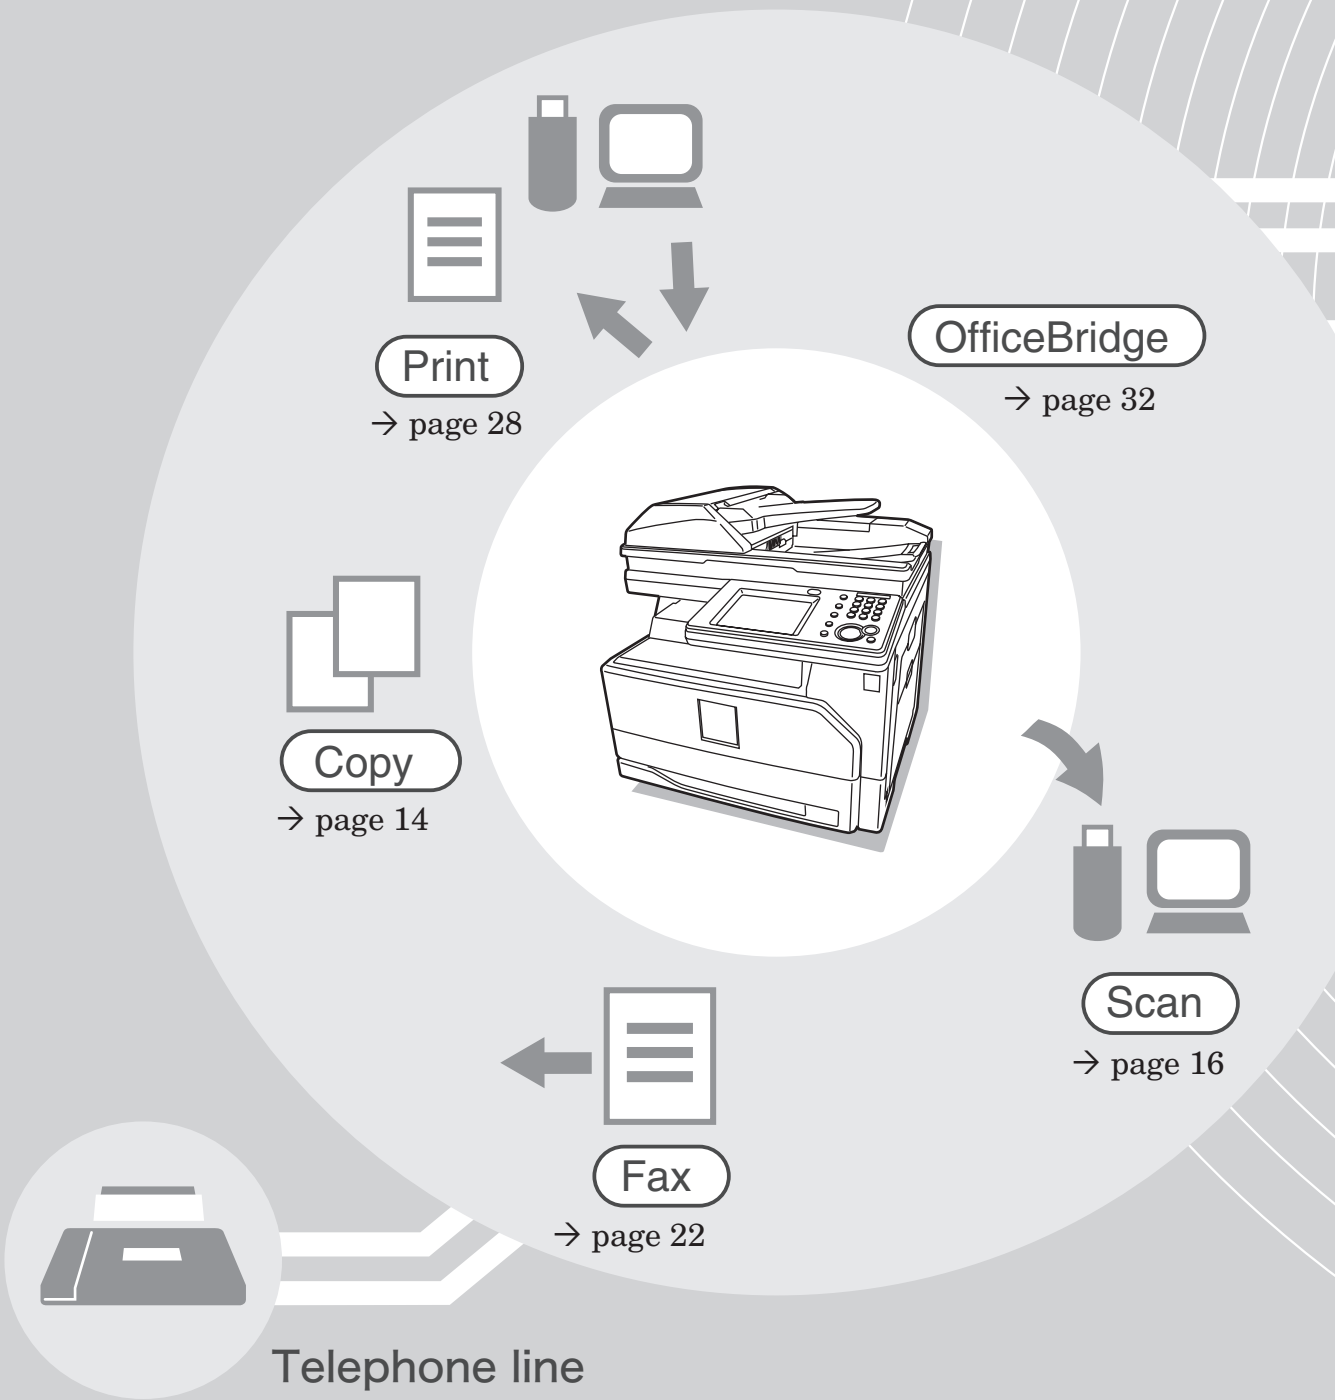 Print
→ page 28
OfficeBridge
→ page 32
Copy
→ page 14
Scan
→ page 16
Fax
→ page 22
Telephone line